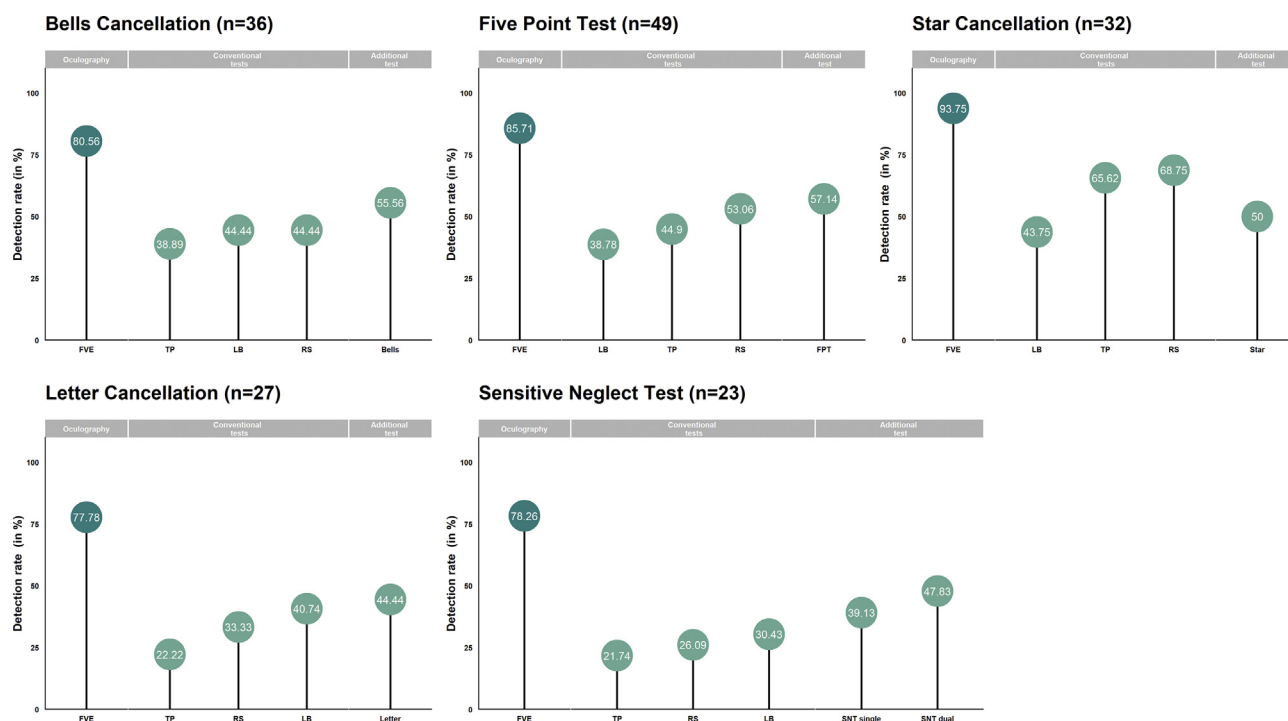 Bells Cancellation (n=36)
Oculography
Conventional
tests
Additional
test
Detection rate (in %)
100
75
50
25
0
80.56
38.89
44.44
44.44
55.56
FVE
TP
LB
RS
Bells
Five Point Test (n=49)
Oculography
Conventional
tests
Additional
test
Detection rate (in %)
100
75
50
25
0
85.71
38.78
44.9
53.06
57.14
FVE
LB
TP
RS
FPT
Star Cancellation (n=32)
Oculography
Conventional
tests
Additional
test
Detection rate (in %)
100
75
50
25
0
93.75
43.75
65.62
68.75
50
FVE
LB
TP
RS
Star
Letter Cancellation (n=27)
Oculography
Conventional
tests
Additional
test
Detection rate (in %)
100
75
50
25
0
77.78
22.22
33.33
40.74
44.44
FVE
TP
RS
LB
Letter
Sensitive Neglect Test (n=23)
Oculography
Conventional
tests
Additional
test
Detection rate (in %)
100
75
50
25
0
78.26
21.74
26.09
30.43
39.13
47.83
FVE
TP
RS
LB
SNT single
SNT dual